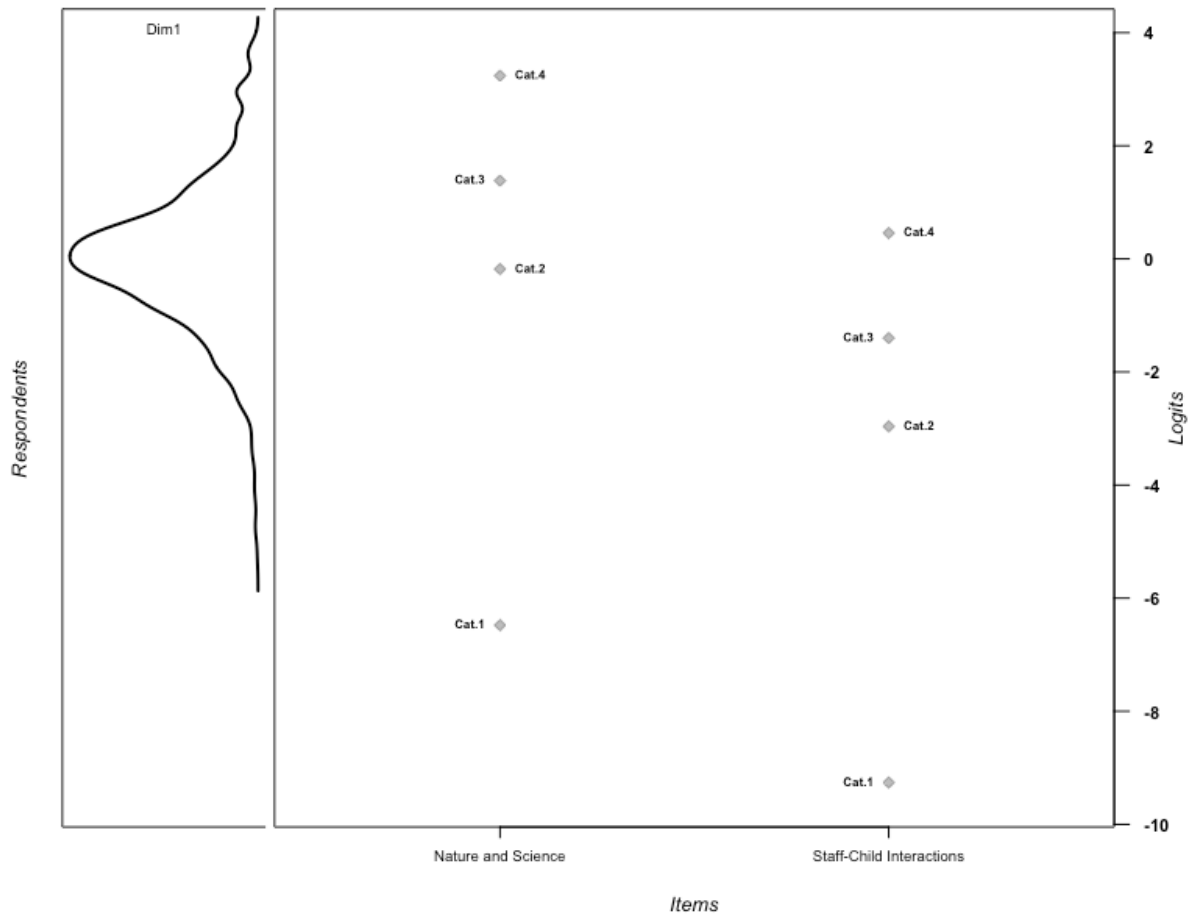 Dim1
Respondents
Cat.4
Cat.3
Cat.2
Cat.1
Cat.4
Cat.3
Cat.2
Cat.1
4
2
0
-2
-4
-6
-8
-10
Logits
Nature and Science
Staff-Child Interactions
Items